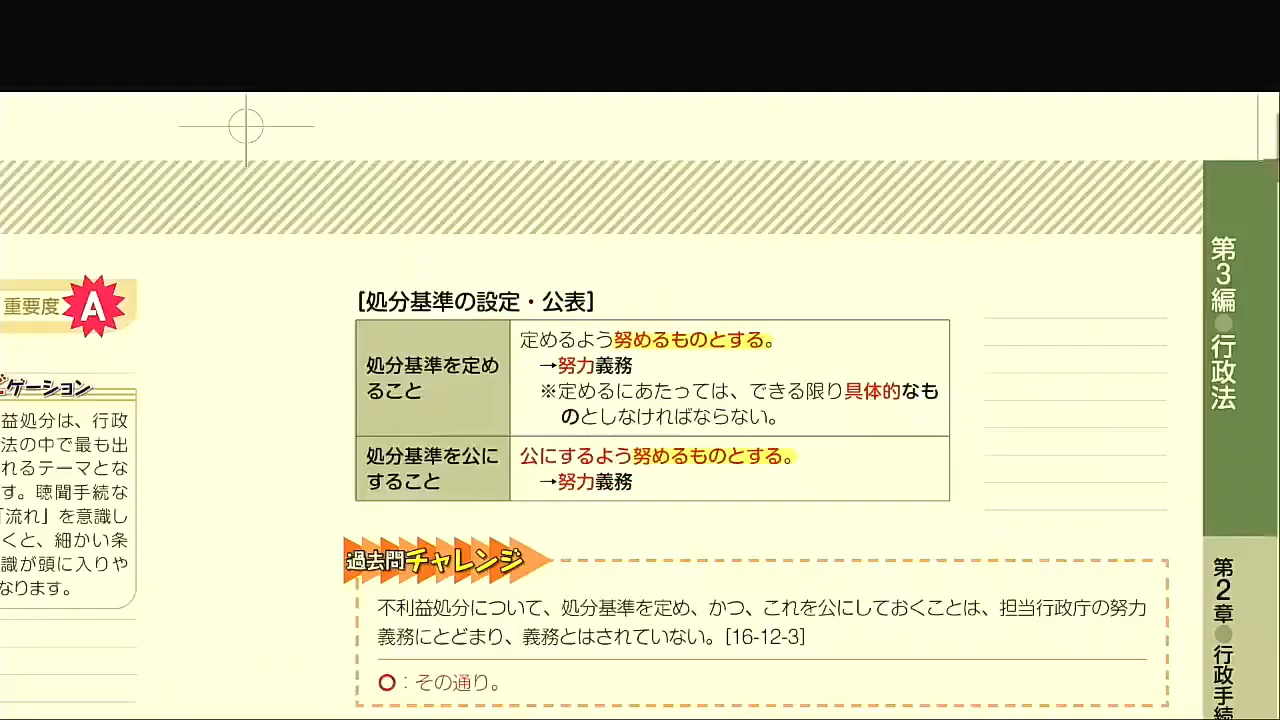 重要度 A
ゲーション
益処分は、行政
法の中で最も出
れるテーマとな
す。聴聞手続な
「流れ」を意識し
くと、細かい条
識が頭に入りや
なります。
[処分基準の設定・公表]
処分基準を定め
ること
定めるよう努めるものとする。
→努力義務
※定めるにあたっては、できる限り具体的なも
のとしなければならない。
処分基準を公に
すること
公にするよう努めるものとする。
→努力義務
過去問チャレンジ
不利益処分について、処分基準を定め、かつ、これを公にしておくことは、担当行政庁の努力
義務にとどまり、義務とはされていない。[16-12-3]
○:その通り。
第3編●行政法
第2章●行政手続